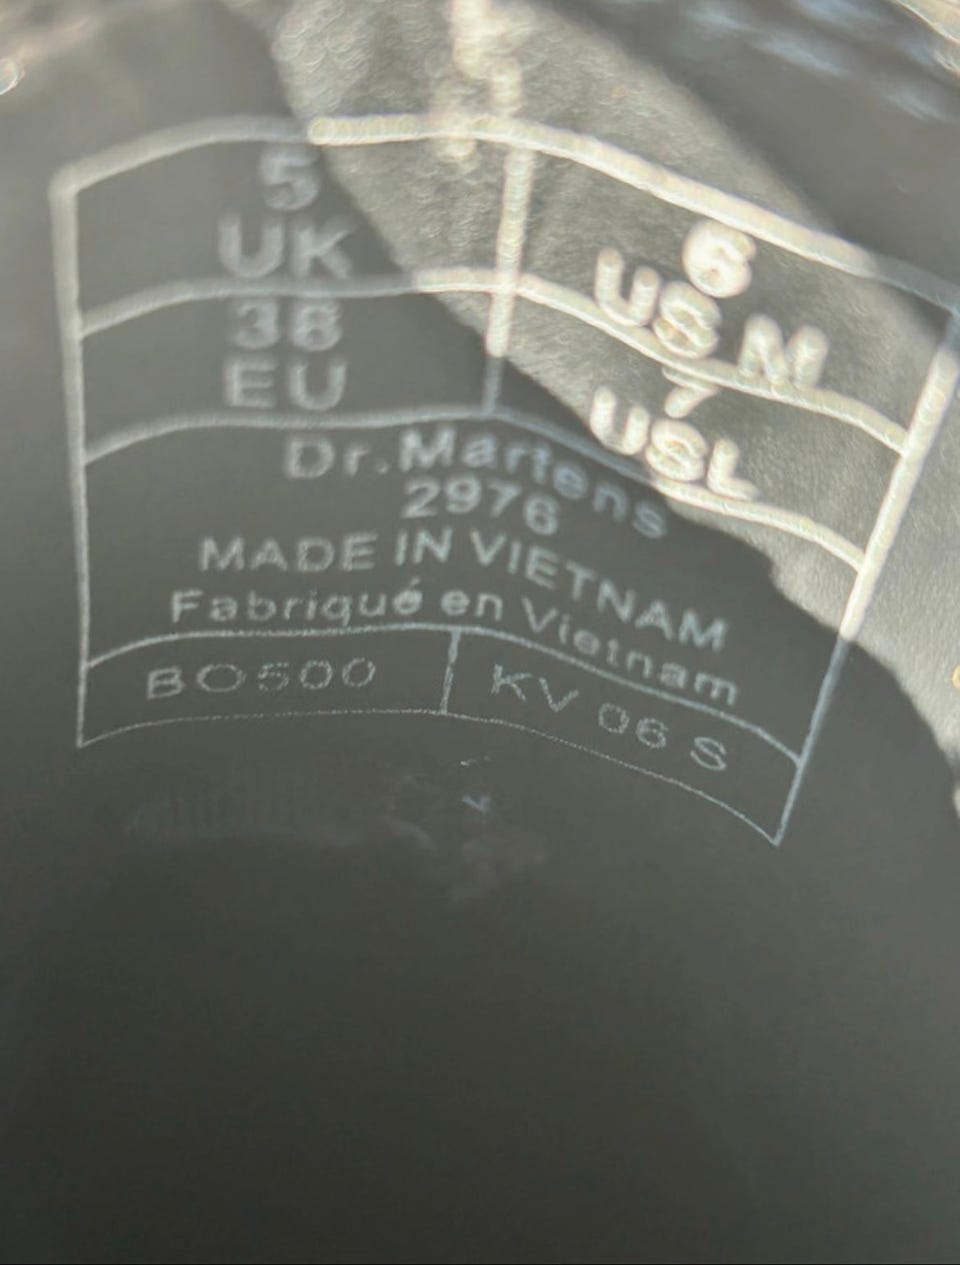 5
UK
6
US M
38
EU
7
USL
Dr. Martens
2976
MADE IN VIETNAM
Fabriqué en Vietnam
BO500
KV 06 S